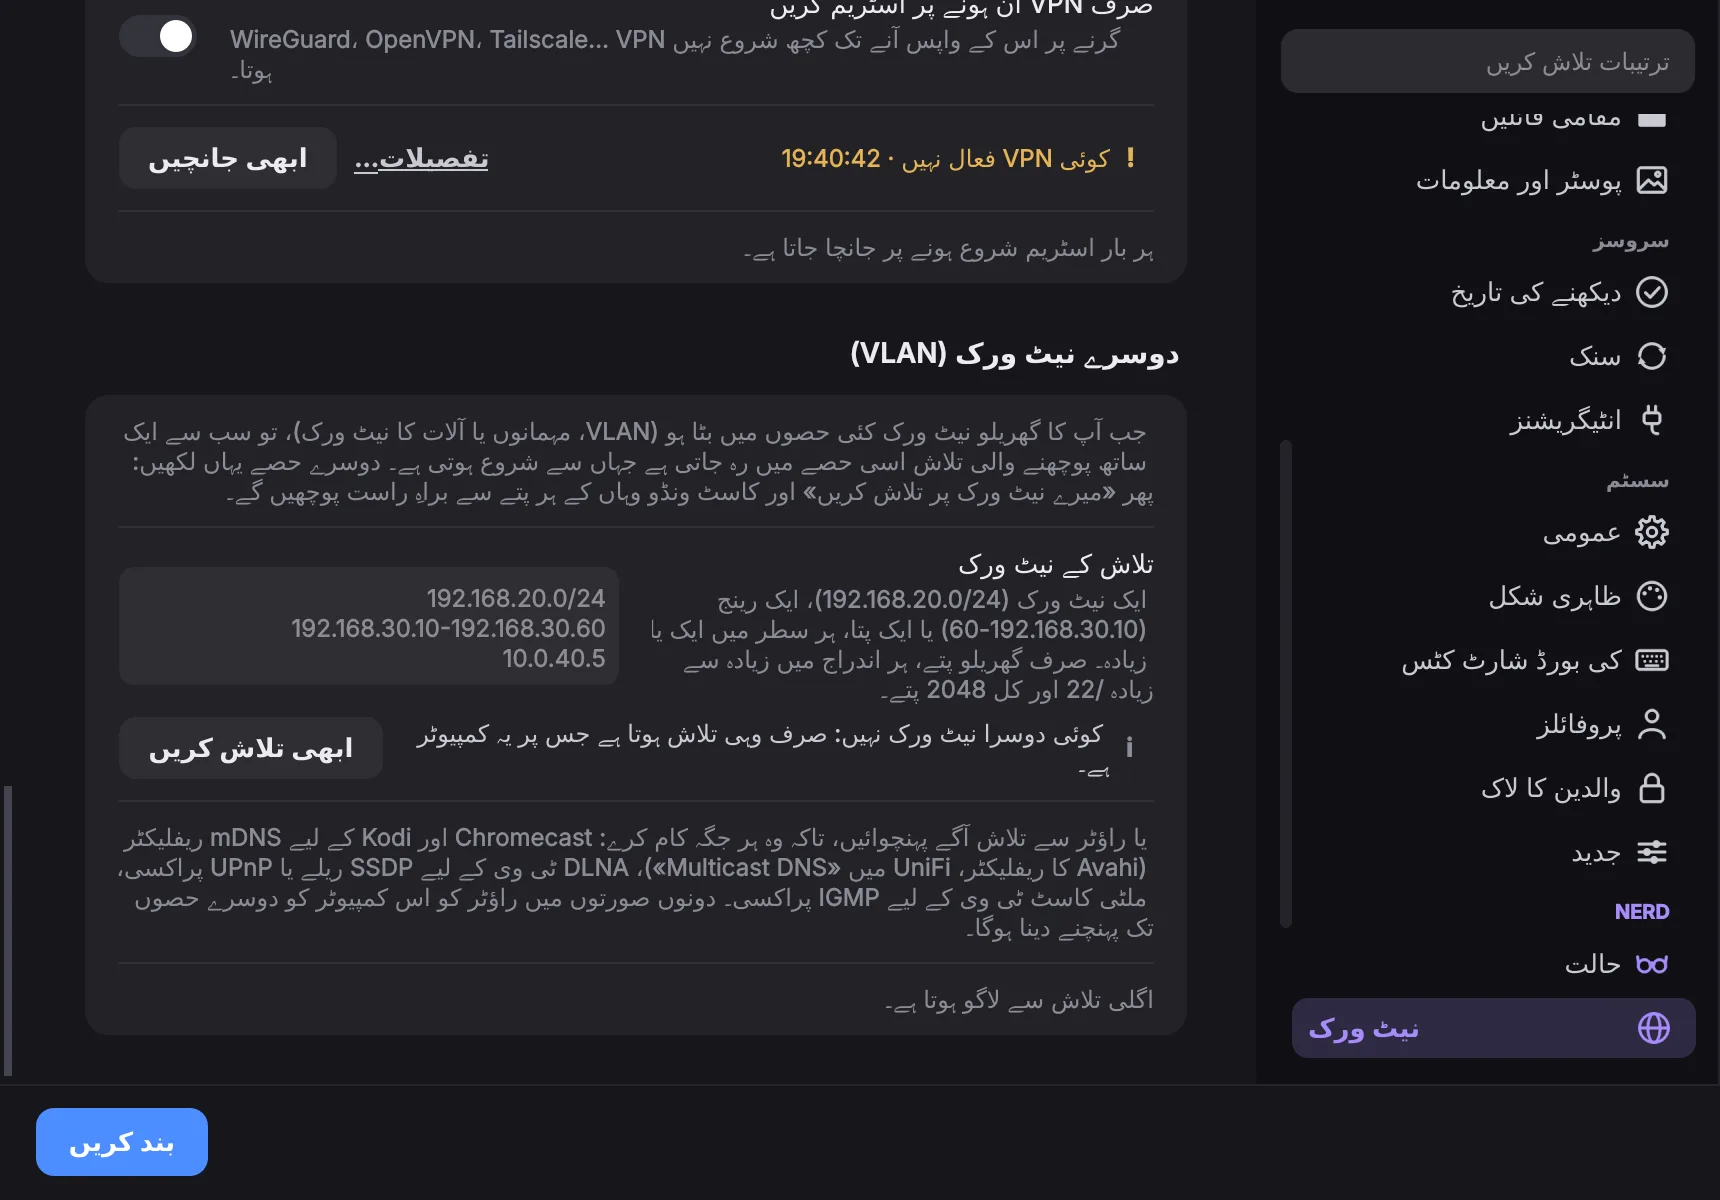 ترتیبات تلاش کریں
مقامی فائلیں
پوسٹر اور معلومات
سروسز
دیکھنے کی تاریخ
سنک
انٹیگریشنز
سسٹم
عمومی
ظاہری شکل
کی بورڈ شارٹ کٹس
پروفائلز
والدین کا لاک
جدید
NERD
حالت
نیٹ ورک
صرف VPN آن ہونے پر اسٹریم کریں
WireGuard، OpenVPN، Tailscale… VPN گرنے پر اس کے واپس آنے تک کچھ شروع نہیں
ہوتا۔
! کوئی VPN فعال نہیں · 19:40:42
تفصیلات…
ابھی جانچیں
ہر بار اسٹریم شروع ہونے پر جانچا جاتا ہے۔
دوسرے نیٹ ورک (VLAN)
جب آپ کا گھریلو نیٹ ورک کئی حصوں میں بٹا ہو (VLAN، مہمانوں یا آلات کا نیٹ ورک)، تو سب سے ایک
ساتھ پوچھنے والی تلاش اسی حصے میں رہ جاتی ہے جہاں سے شروع ہوتی ہے۔ دوسرے حصے یہاں لکھیں:
پھر «میرے نیٹ ورک پر تلاش کریں» اور کاسٹ ونڈو وہاں کے ہر پتے سے براہِ راست پوچھیں گے۔
تلاش کے نیٹ ورک
ایک نیٹ ورک (192.168.20.0/24)، ایک رینج
(192.168.30.10-60) یا ایک پتا، ہر سطر میں ایک یا
زیادہ۔ صرف گھریلو پتے، ہر اندراج میں زیادہ سے
زیادہ /22 اور کل 2048 پتے۔
192.168.20.0/24
192.168.30.10-192.168.30.60
10.0.40.5
کوئی دوسرا نیٹ ورک نہیں: صرف وہی تلاش ہوتا ہے جس پر یہ کمپیوٹر
ہے۔
ابھی تلاش کریں
یا راؤٹر سے تلاش آگے پہنچوائیں، تاکہ وہ ہر جگہ کام کرے: Chromecast اور Kodi کے لیے mDNS ریفلیکٹر
(Avahi کا ریفلیکٹر، UniFi میں «Multicast DNS»)، DLNA ٹی وی کے لیے SSDP ریلے یا UPnP پراکسی،
ملٹی کاسٹ ٹی وی کے لیے IGMP پراکسی۔ دونوں صورتوں میں راؤٹر کو اس کمپیوٹر کو دوسرے حصوں
تک پہنچنے دینا ہوگا۔
اگلی تلاش سے لاگو ہوتا ہے۔
بند کریں